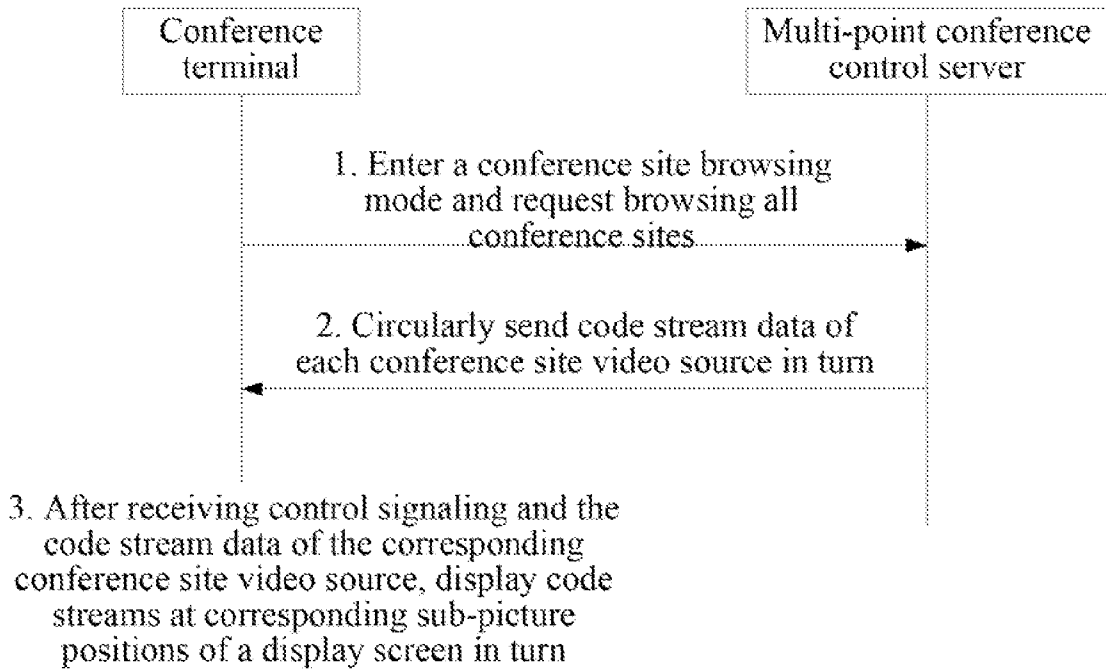 Conference
terminal
Multi-point conference
control server
1. Enter a conference site browsing
mode and request browsing all
conference sites
2. Circularly send code stream data of
each conference site video source in turn
3. After receiving control signaling and the
code stream data of the corresponding
conference site video source, display code
streams at corresponding sub-picture
positions of a display screen in turn